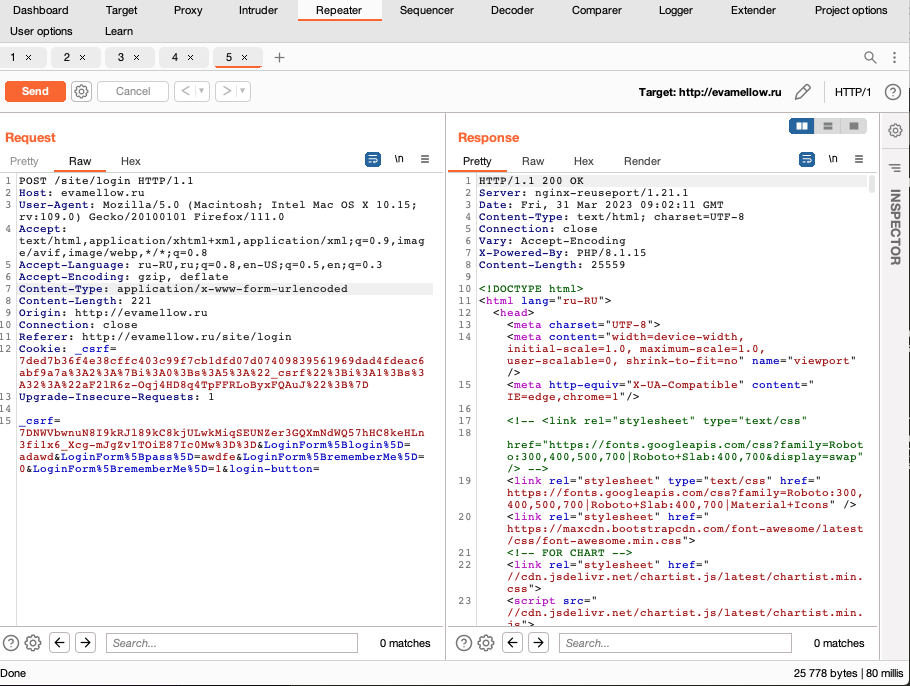 Dashboard Target Proxy Intruder Repeater Sequencer Decoder Comparer Logger Extender Project options
User options Learn
1 × 2 × 3 × 4 × 5 × +
Send Cancel < > Target: http://evamellow.ru HTTP/1 ?
Request
Pretty Raw Hex \n
1 POST /site/login HTTP/1.1
2 Host: evamellow.ru
3 User-Agent: Mozilla/5.0 (Macintosh; Intel Mac OS X 10.15;
rv:109.0) Gecko/20100101 Firefox/111.0
4 Accept:
text/html,application/xhtml+xml,application/xml;q=0.9,imag
e/avif,image/webp,*/*;q=0.8
5 Accept-Language: ru-RU,ru;q=0.8,en-US;q=0.5,en;q=0.3
6 Accept-Encoding: gzip, deflate
7 Content-Type: application/x-www-form-urlencoded
8 Content-Length: 221
9 Origin: http://evamellow.ru
10 Connection: close
11 Referer: http://evamellow.ru/site/login
12 Cookie: _csrf=
7ded7b36f4e38cffc403c99f7cb1dfd07d07409839561969dad4fdeac6
abf9a7a%3A2%3A%7Bi%3A0%3Bs%3A5%3A%22_csrf%22%3Bi%3A1%3Bs%3
A32%3A%22aF2lR6z-Oqj4HD8q4TpFFRLoByxFQAuJ%22%3B%7D
13 Upgrade-Insecure-Requests: 1
14
15 _csrf=
7DNWVbwnuN8I9kRJl89kC8kjULwkMiqSEUNZer3GQXmNdWQ57hHC8keHLn
3filx6_Xcg-mJgZvlTOiE87Ic0Mw%3D%3D&LoginForm%5Blogin%5D=
adawd&LoginForm%5Bpass%5D=awdfe&LoginForm%5BrememberMe%5D=
0&LoginForm%5BrememberMe%5D=1&login-button=
? Search... 0 matches
Response
Pretty Raw Hex Render \n
1 HTTP/1.1 200 OK
2 Server: nginx-reuseport/1.21.1
3 Date: Fri, 31 Mar 2023 09:02:11 GMT
4 Content-Type: text/html; charset=UTF-8
5 Connection: close
6 Vary: Accept-Encoding
7 X-Powered-By: PHP/8.1.15
8 Content-Length: 25559
9
10 <!DOCTYPE html>
11 <html lang="ru-RU">
12 <head>
13 <meta charset="UTF-8">
14 <meta content="width=device-width,
initial-scale=1.0, maximum-scale=1.0,
user-scalable=0, shrink-to-fit=no" name="viewport"
/>
15 <meta http-equiv="X-UA-Compatible" content="
IE=edge,chrome=1"/>
16
17 <!-- <link rel="stylesheet" type="text/css"
18
href="https://fonts.googleapis.com/css?family=Robot
o:300,400,500,700|Roboto+Slab:400,700&display=swap"
/> -->
19 <link rel="stylesheet" type="text/css" href="
https://fonts.googleapis.com/css?family=Roboto:300,
400,500,700|Roboto+Slab:400,700|Material+Icons" />
20 <link rel="stylesheet" href="
https://maxcdn.bootstrapcdn.com/font-awesome/latest
/css/font-awesome.min.css">
21 <!-- FOR CHART -->
22 <link rel="stylesheet" href="
//cdn.jsdelivr.net/chartist.js/latest/chartist.min.
css">
23 <script src="
//cdn.jsdelivr.net/chartist.js/latest/chartist.min.
js">
? Search... 0 matches
INSPECTOR
Done 25 778 bytes | 80 millis